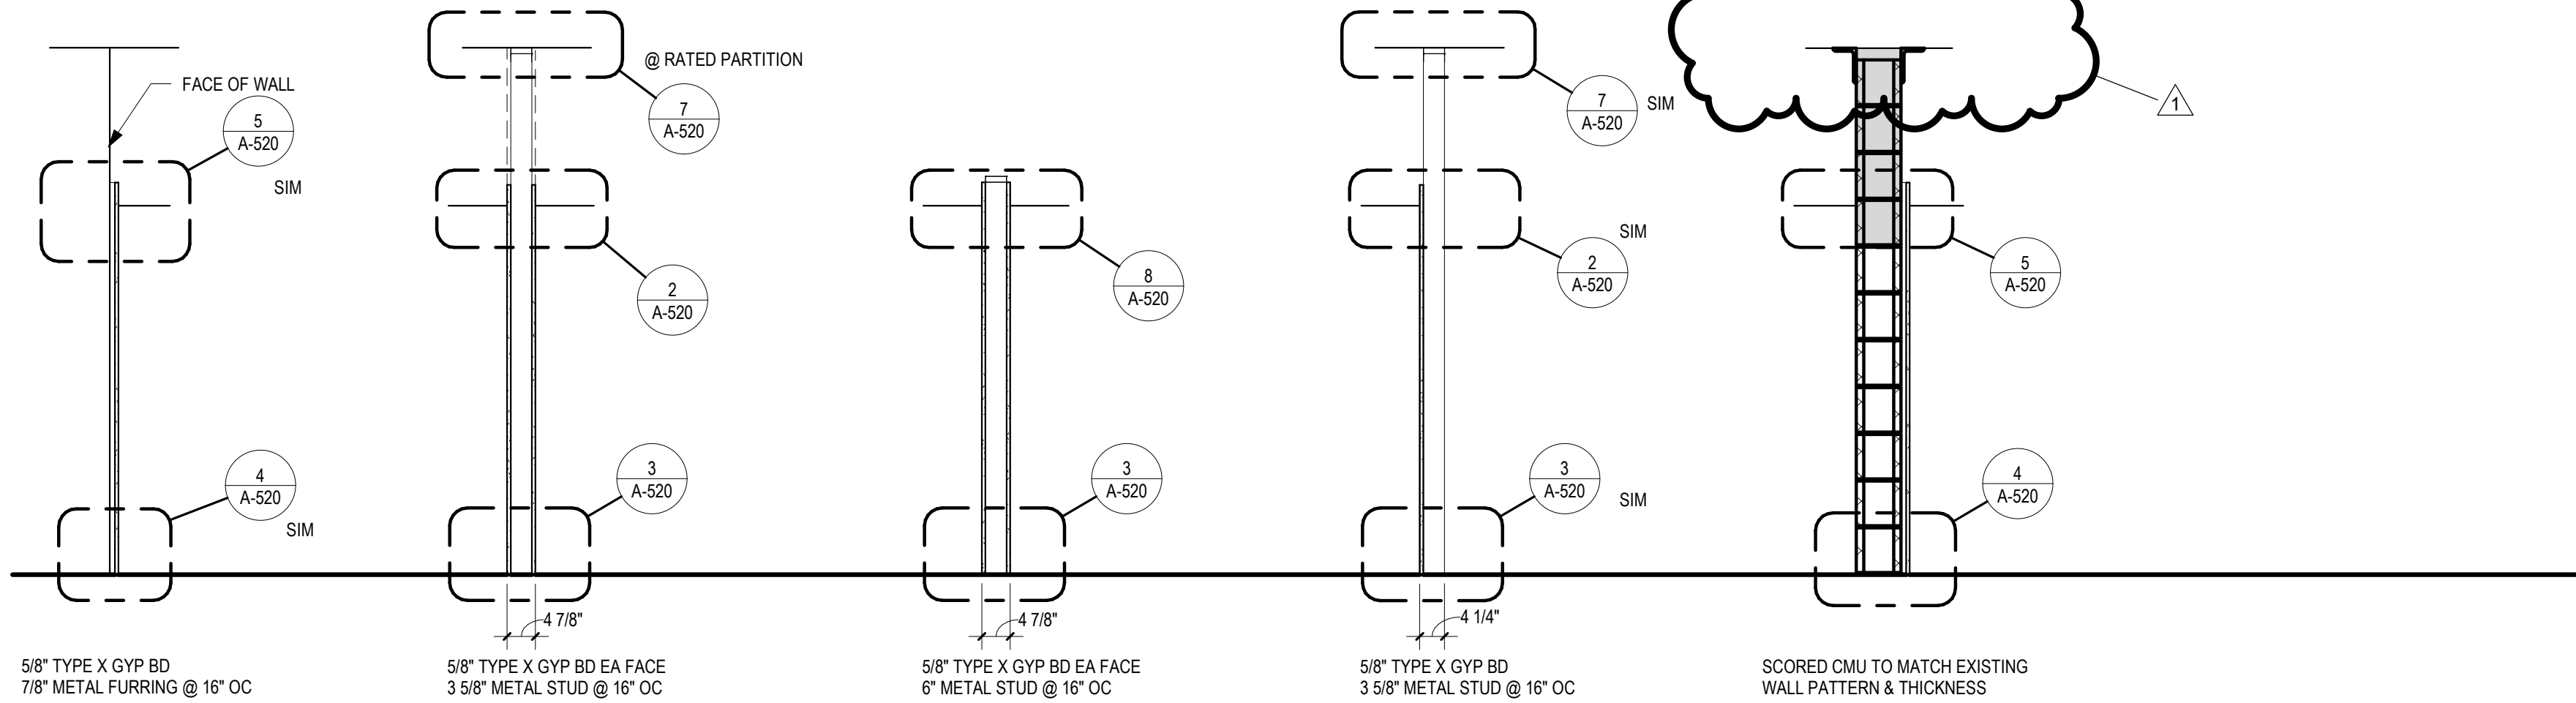 FACE OF WALL
5
A-520
SIM
4
A-520
SIM
5/8" TYPE X GYP BD
7/8" METAL FURRING @ 16" OC
@ RATED PARTITION
7
A-520
2
A-520
3
A-520
4 7/8"
5/8" TYPE X GYP BD EA FACE
3 5/8" METAL STUD @ 16" OC
8
A-520
3
A-520
4 7/8"
5/8" TYPE X GYP BD EA FACE
6" METAL STUD @ 16" OC
7
A-520
SIM
SIM
2
A-520
3
A-520
SIM
4 1/4"
5/8" TYPE X GYP BD
3 5/8" METAL STUD @ 16" OC
1
5
A-520
4
A-520
SCORED CMU TO MATCH EXISTING
WALL PATTERN & THICKNESS